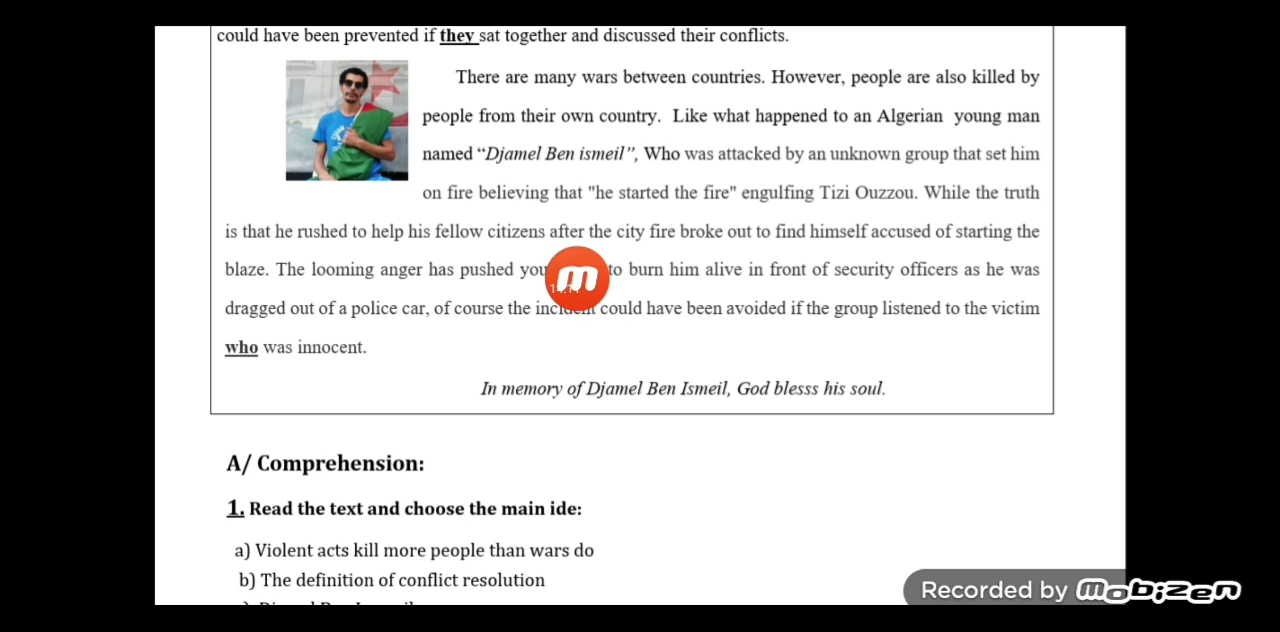 could have been prevented if they sat together and discussed their conflicts.
There are many wars between countries. However, people are also killed by
people from their own country. Like what happened to an Algerian young man
named “Djamel Ben ismeil”, Who was attacked by an unknown group that set him
on fire believing that "he started the fire" engulfing Tizi Ouzzou. While the truth
is that he rushed to help his fellow citizens after the city fire broke out to find himself accused of starting the
blaze. The looming anger has pushed to burn him alive in front of security officers as he was
dragged out of a police car, of course the incident could have been avoided if the group listened to the victim
who was innocent.
In memory of Djamel Ben Ismeil, God blesss his soul.
A/ Comprehension:
1. Read the text and choose the main ide:
a) Violent acts kill more people than wars do
b) The definition of conflict resolution
Recorded by mobizen